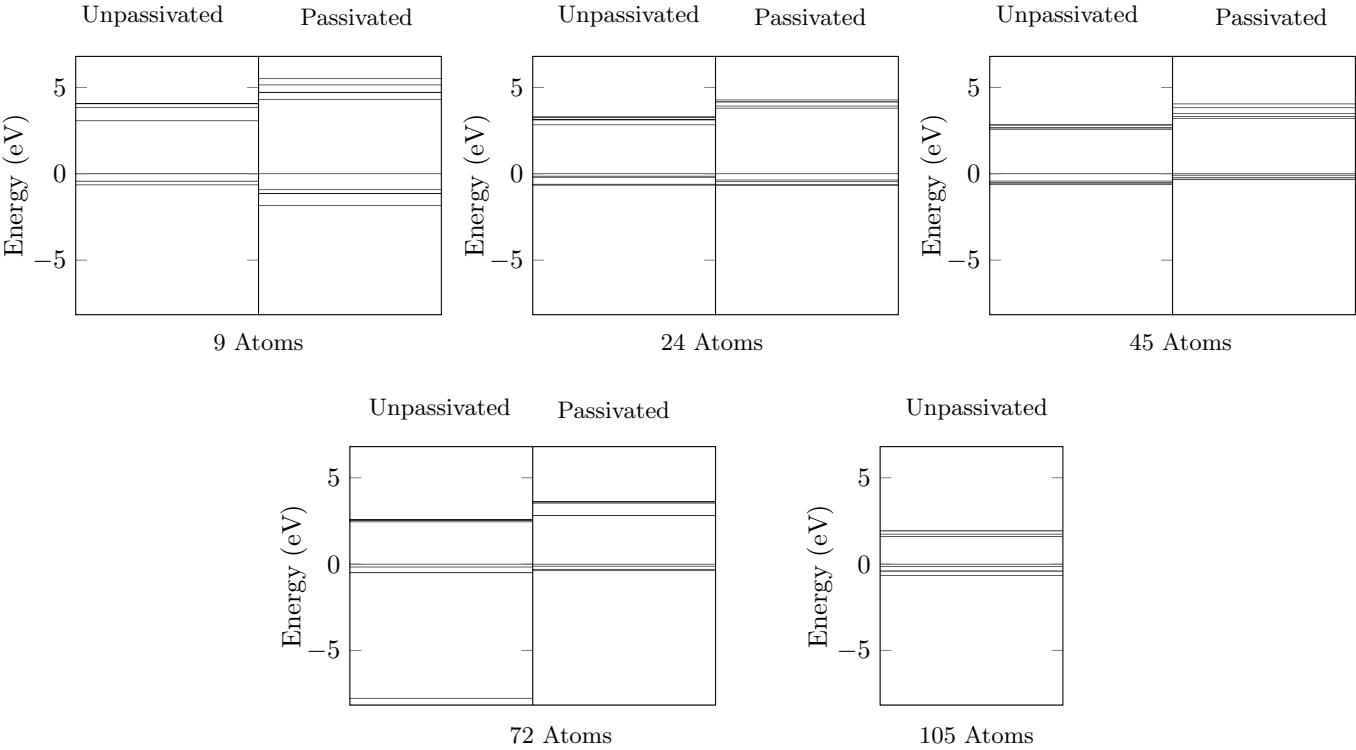 Unpassivated Passivated
5
0
−5
Energy (eV)
9 Atoms
Unpassivated Passivated
5
0
−5
Energy (eV)
24 Atoms
Unpassivated Passivated
5
0
−5
Energy (eV)
45 Atoms
Unpassivated Passivated
5
0
−5
Energy (eV)
72 Atoms
Unpassivated
5
0
−5
Energy (eV)
105 Atoms